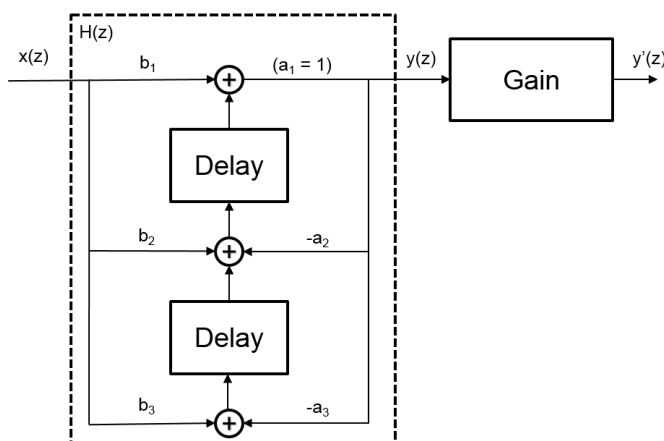 H(z)
x(z)
b₁
(a₁ = 1)
y(z)
Gain
y'(z)
Delay
b₂
-a₂
Delay
b₃
-a₃